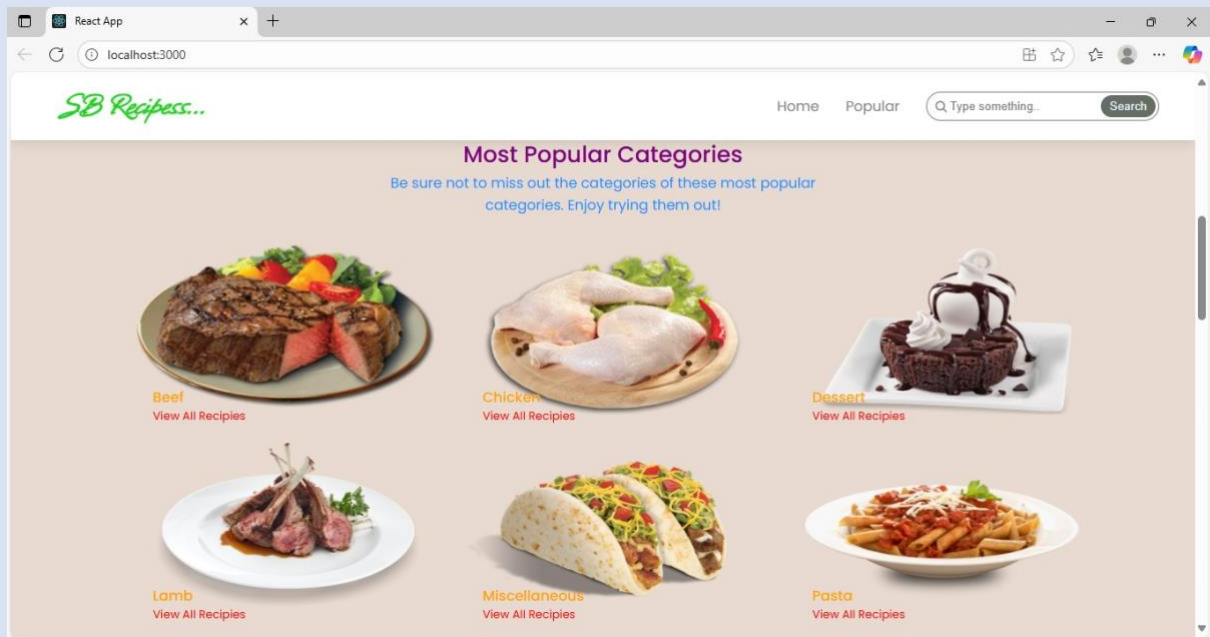 React App
localhost:3000
SB Recipess...
Home Popular Type something.. Search
Most Popular Categories
Be sure not to miss out the categories of these most popular
categories. Enjoy trying them out!
Beef Chicken Dessert
View All Recipies View All Recipies View All Recipies
Lamb Miscellaneous Pasta
View All Recipies View All Recipies View All Recipies